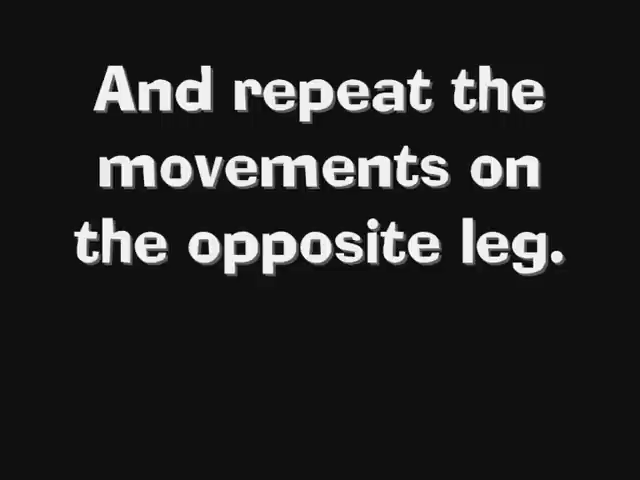 And repeat the
movements on
the opposite leg.